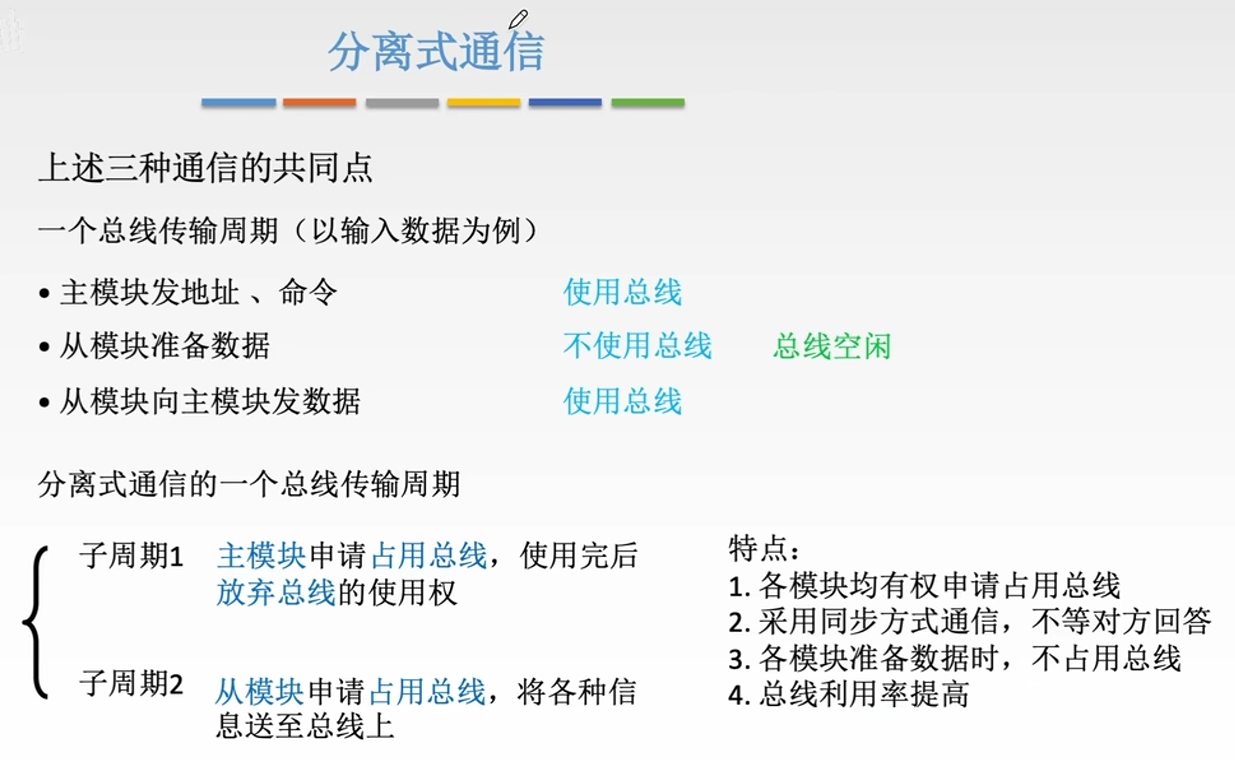 分离式通信
上述三种通信的共同点
一个总线传输周期（以输入数据为例）
• 主模块发地址 、命令 使用总线
• 从模块准备数据 不使用总线 总线空闲
• 从模块向主模块发数据 使用总线
分离式通信的一个总线传输周期
子周期1 主模块申请占用总线，使用完后
放弃总线的使用权
子周期2 从模块申请占用总线，将各种信
息送至总线上
特点：
1. 各模块均有权申请占用总线
2. 采用同步方式通信，不等对方回答
3. 各模块准备数据时，不占用总线
4. 总线利用率提高